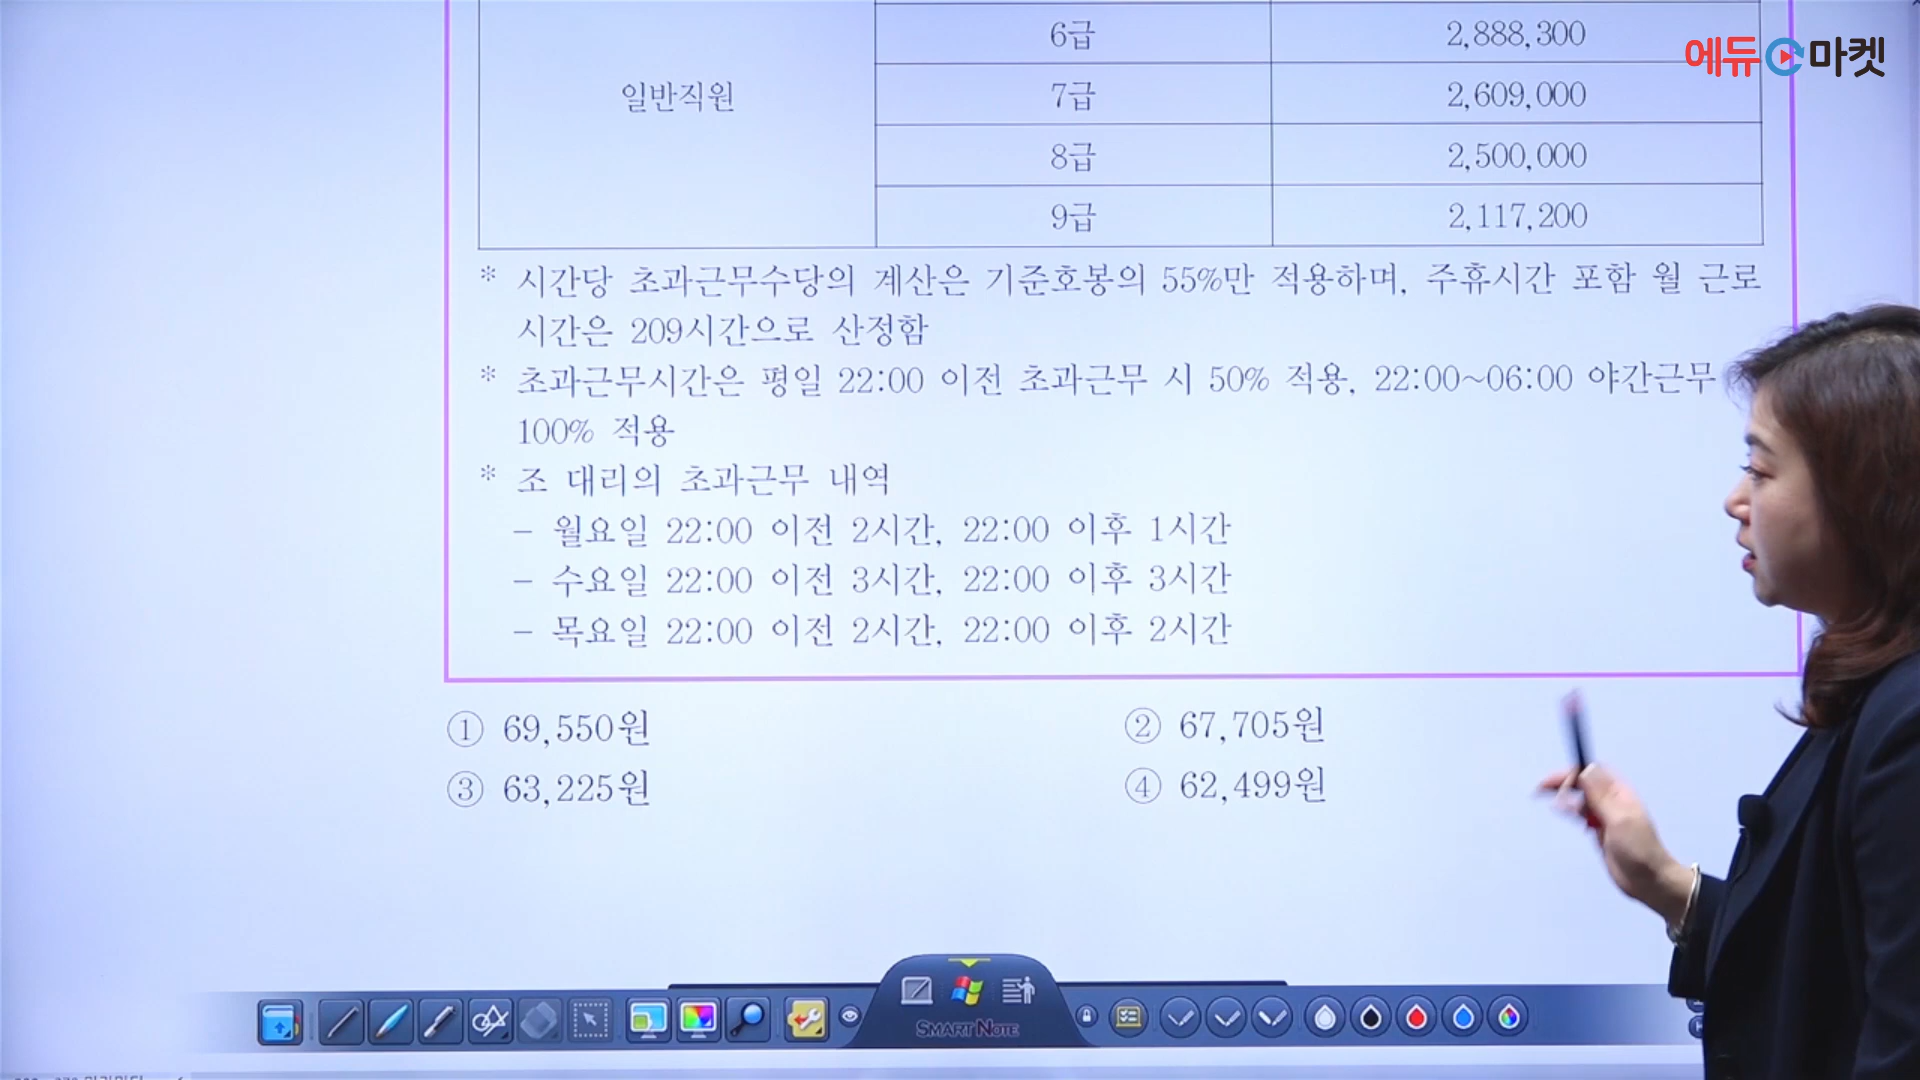 6급 2,888,300
에듀 마켓
일반직원 7급 2,609,000
8급 2,500,000
9급 2,117,200
* 시간당 초과근무수당의 계산은 기준호봉의 55%만 적용하며, 주휴시간 포함 월 근로
시간은 209시간으로 산정함
* 초과근무시간은 평일 22:00 이전 초과근무 시 50% 적용, 22:00~06:00 야간근무
100% 적용
* 조 대리의 초과근무 내역
- 월요일 22:00 이전 2시간, 22:00 이후 1시간
- 수요일 22:00 이전 3시간, 22:00 이후 3시간
- 목요일 22:00 이전 2시간, 22:00 이후 2시간
① 69,550원 ② 67,705원
③ 63,225원 ④ 62,499원
SMART NOTE